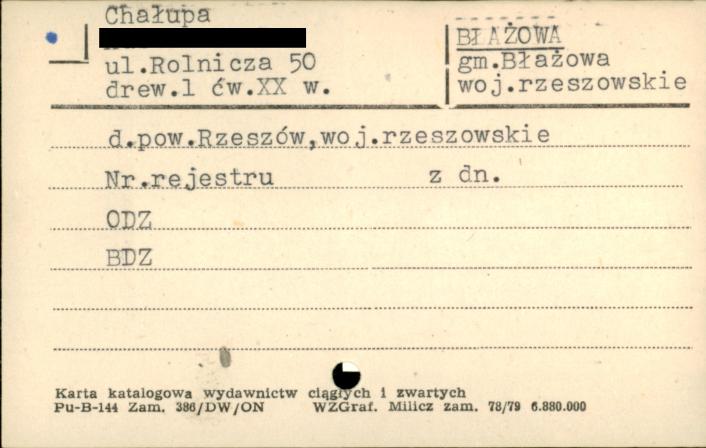 Chałupa
ul.Rolnicza 50
drew.1 ćw.XX w.
BŁAŻOWA
gm.Błażowa
woj.rzeszowskie
d.pow.Rzeszów,woj.rzeszowskie
Nr.rejestru z dn.
ODZ
BDZ
Karta katalogowa wydawnictw ciągłych i zwartych
Pu-B-144 Zam. 386/DW/ON WZGraf. Milicz zam. 78/79 6.880.000